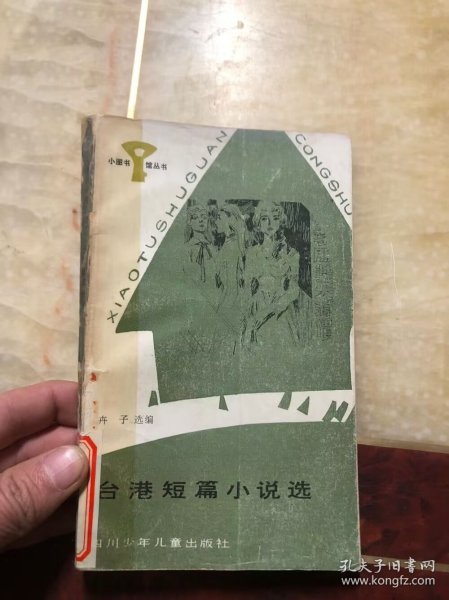 小图书 馆丛书
XIAOTUSHUGUAN CONGSHU
卉 子 选编
台港短篇小说选
四川少年儿童出版社
孔夫子旧书网
www.kongfz.com